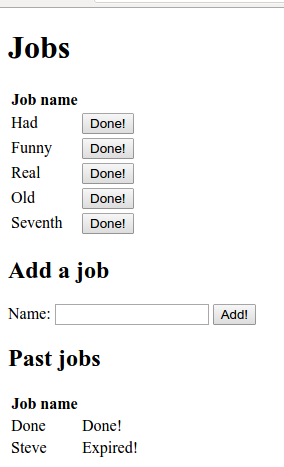 Jobs
Job name
Had Done!
Funny Done!
Real Done!
Old Done!
Seventh Done!
Add a job
Name: Add!
Past jobs
Job name
Done Done!
Steve Expired!